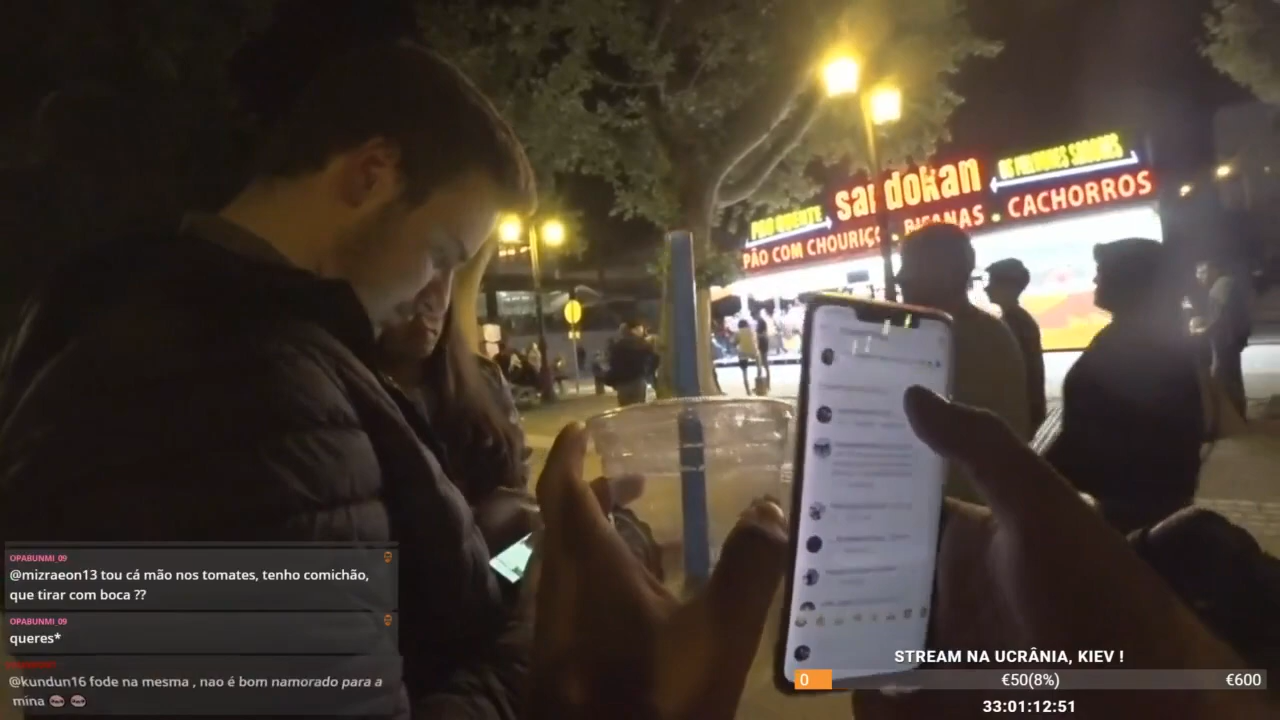 OS MELHORES SABORES
PÃO QUENTE
sandokan
PÃO COM CHOURIÇO • BIFANAS • CACHORROS
OPABUNMI_09
@mizraeon13 tou cá mão nos tomates, tenho comichão,
que tirar com boca ??
OPABUNMI_09
queres*
@kundun16 fode na mesma , nao é bom namorado para a
mina
STREAM NA UCRÂNIA, KIEV !
0 €50(8%) €600
33:01:12:51